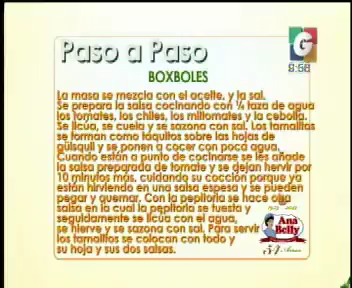 Paso a Paso
G
8:58
BOXBOLES
La masa se mezcla con el aceite, y la sal.
Se prepara la salsa cocinando con ¼ taza de agua
los tomates, los chiles, los miltomates y la cebolla.
Se licúa, se cuela y se sazona con sal. Los tamalitos
se forman como taquitos sobre las hojas de
güisquil y se ponen a cocer con poca agua.
Cuando están a punto de cocinarse se les añade
la salsa preparada de tomate y se dejan hervir por
10 minutos más, cuidando su cocción porque ya
están hirviendo en una salsa espesa y se pueden
pegar y quemar. Con la pepitoria se hace otra
salsa en la cual la pepitoria se tuesta y
seguidamente se licúa con el agua,
se hierve y se sazona con sal. Para servir
los tamalitos se colocan con todo y
su hoja y sus dos salsas.
Ana
Belly
54 Años